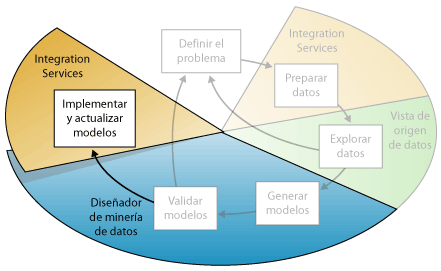 Definir el
problema
Integration
Services
Preparar
datos
Vista de
origen
de datos
Explorar
datos
Generar
modelos
Validar
modelos
Diseñador
de minería
de datos
Integration
Services
Implementar
y actualizar
modelos